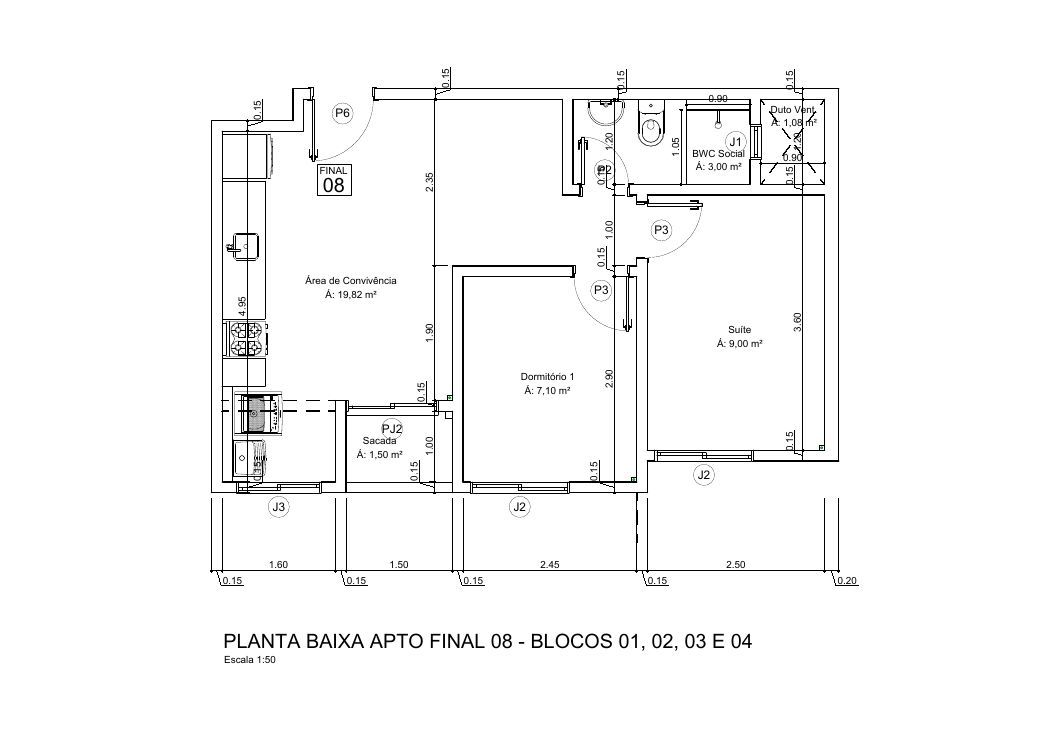 0.15
0.15
0.15
0.15
0.90
P6
Duto Vent.
Á: 1,08 m²
1.20
0.90
0.15
J1
1.05
BWC Social
Á: 3,00 m²
1.20
P2
0.15
FINAL
08
2.35
1.00
P3
0.15
P3
Área de Convivência
Á: 19,82 m²
4.95
1.90
3.60
Suíte
Á: 9,00 m²
Dormitório 1
Á: 7,10 m²
2.90
0.15
PJ2
Sacada
Á: 1,50 m²
1.00
0.15
0.15
0.15
0.15
J3
J2
J2
1.60
1.50
2.45
2.50
0.15
0.15
0.15
0.15
0.20
PLANTA BAIXA APTO FINAL 08 - BLOCOS 01, 02, 03 E 04
Escala 1:50